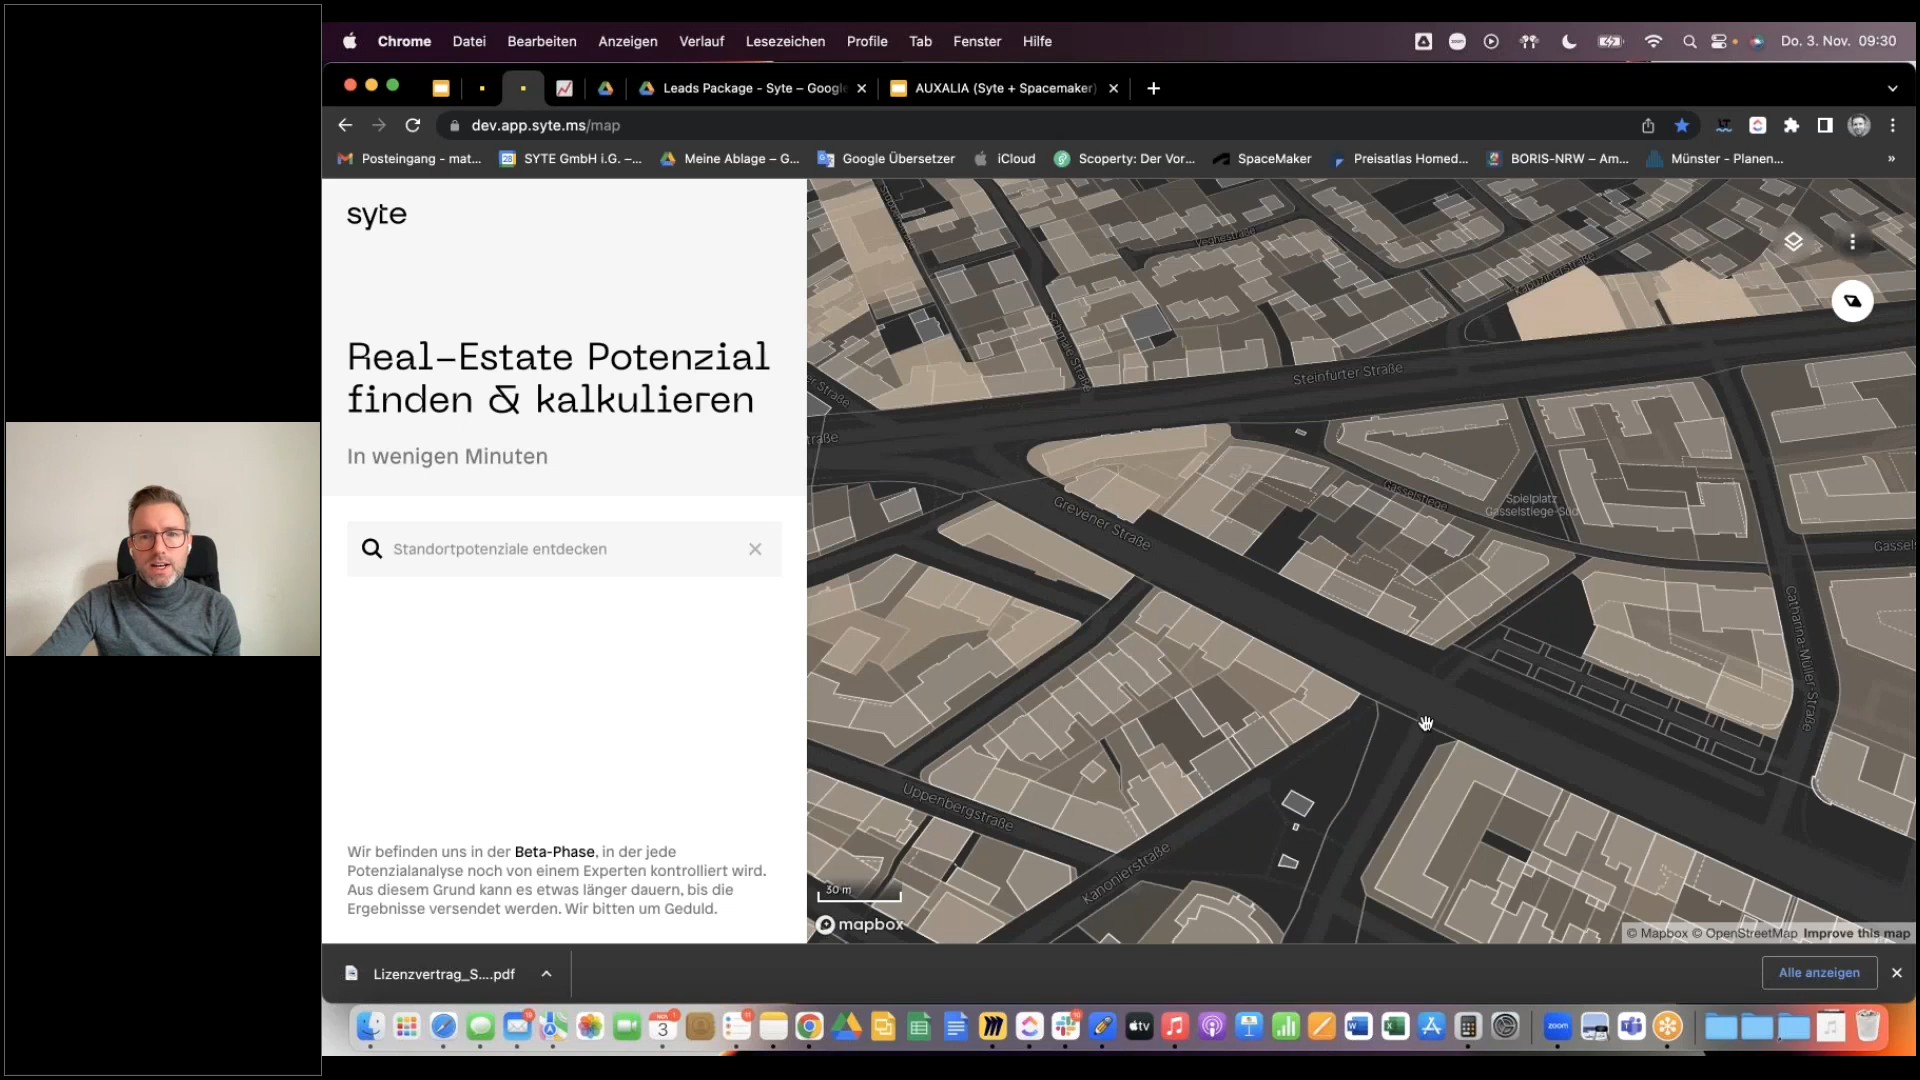 Chrome Datei Bearbeiten Anzeigen Verlauf Lesezeichen Profile Tab Fenster Hilfe
Do. 3. Nov. 09:30
Leads Package - Syte – Google
AUXALIA (Syte + Spacemaker)
dev.app.syte.ms/map
Posteingang - mat...
SYTE GmbH i.G. –...
Meine Ablage – G...
Google Übersetzer
iCloud
Scoperty: Der Vor...
SpaceMaker
Preisatlas Homed...
BORIS-NRW – Am...
Münster - Planen...
»
syte
Real-Estate Potenzial
finden & kalkulieren
In wenigen Minuten
Standortpotenziale entdecken
Wir befinden uns in der Beta-Phase, in der jede
Potenzialanalyse noch von einem Experten kontrolliert wird.
Aus diesem Grund kann es etwas länger dauern, bis die
Ergebnisse versendet werden. Wir bitten um Geduld.
Schmale Straße
Steinfurter Straße
Grevener Straße
Gasselstiege
Spielplatz
Gasselstiege-Süd
Catharina-Müller-Straße
Uppenbergstraße
Kanonierstraße
30 m
mapbox
© Mapbox © OpenStreetMap Improve this map
Lizenzvertrag_S....pdf
Alle anzeigen
zoom